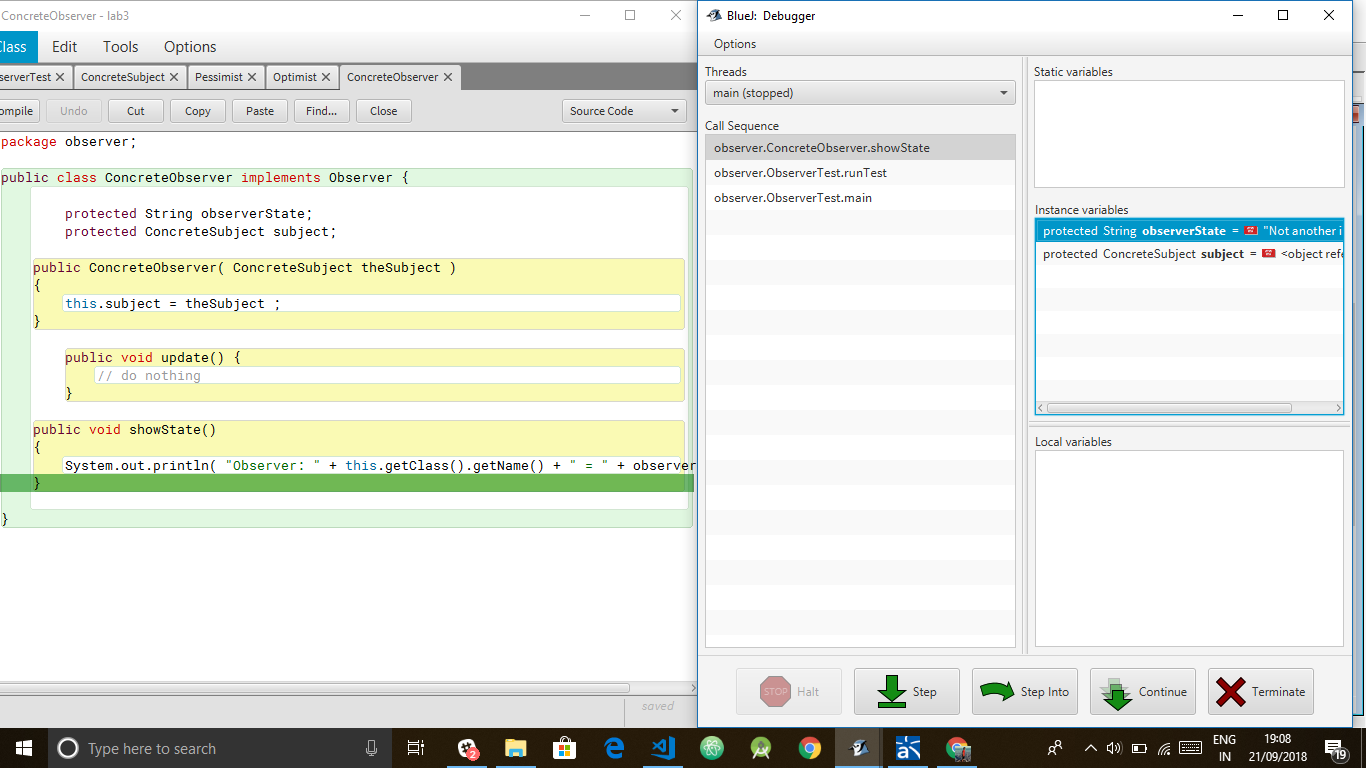 ConcreteObserver - lab3
Class Edit Tools Options
serverTest ConcreteSubject Pessimist Optimist ConcreteObserver
ompile Undo Cut Copy Paste Find... Close Source Code
package observer;
public class ConcreteObserver implements Observer {
protected String observerState;
protected ConcreteSubject subject;
public ConcreteObserver( ConcreteSubject theSubject )
{
this.subject = theSubject ;
}
public void update() {
// do nothing
}
public void showState()
{
System.out.println( "Observer: " + this.getClass().getName() + " = " + observer
}
}
saved
BlueJ: Debugger
Options
Threads
main (stopped)
Call Sequence
observer.ConcreteObserver.showState
observer.ObserverTest.runTest
observer.ObserverTest.main
Static variables
Instance variables
protected String observerState = "Not another i
protected ConcreteSubject subject = <object refe
Local variables
STOP Halt Step Step Into Continue Terminate
Type here to search
2
ENG
IN
19:08
21/09/2018
19